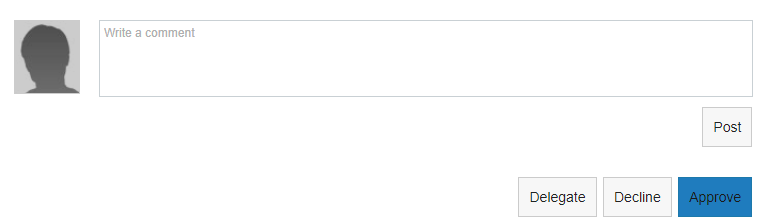 Write a comment
Post
Delegate Decline Approve